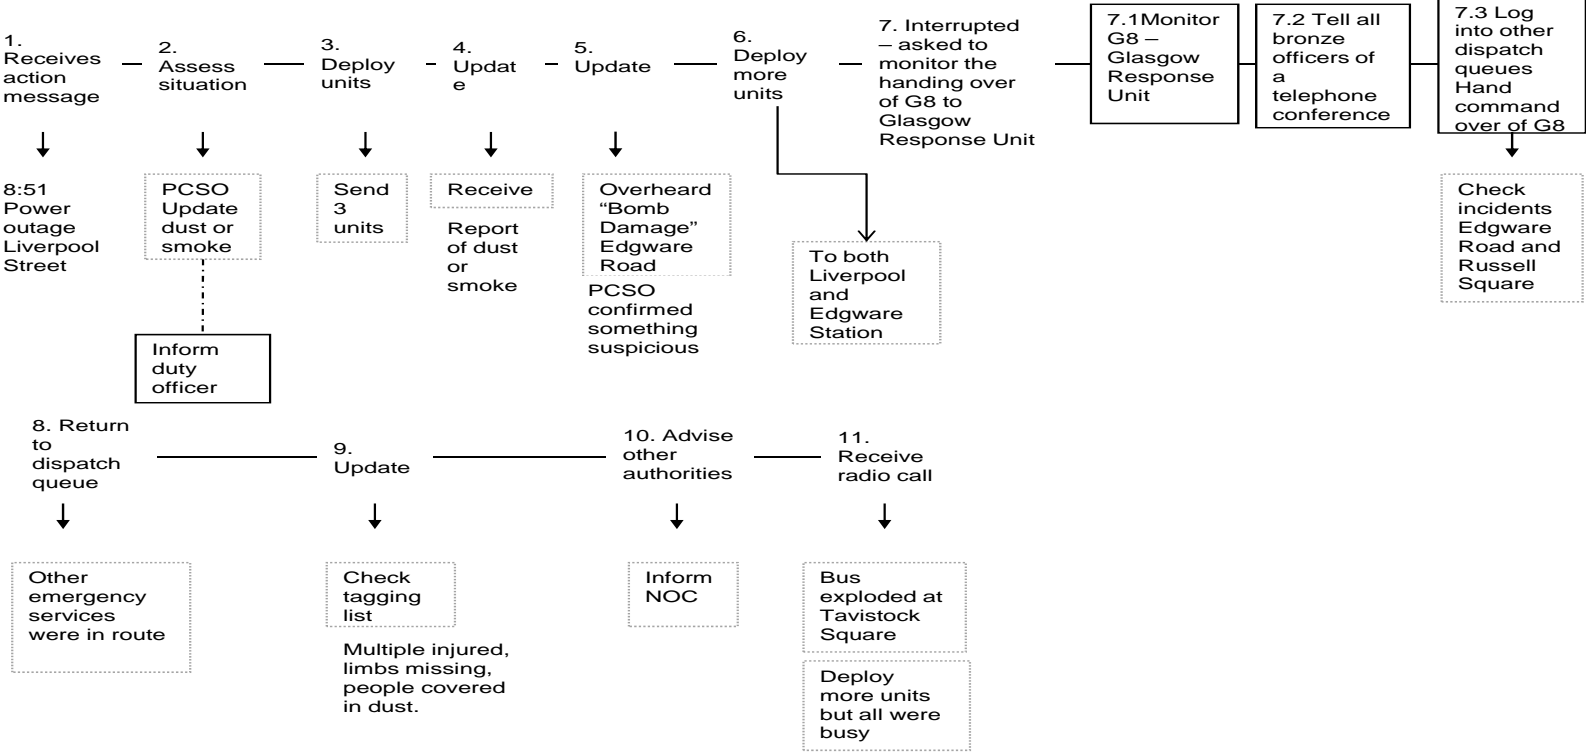 1.
Receives
action
message
2.
Assess
situation
3.
Deploy
units
4.
Updat
e
5.
Update
6.
Deploy
more
units
7. Interrupted
– asked to
monitor the
handing over
of G8 to
Glasgow
Response Unit
7.1Monitor
G8 –
Glasgow
Response
Unit
7.2 Tell all
bronze
officers of
a
telephone
conference
7.3 Log
into other
dispatch
queues
Hand
command
over of G8
8:51
Power
outage
Liverpool
Street
PCSO
Update
dust or
smoke
Inform
duty
officer
Send
3
units
Receive
Report
of dust
or
smoke
Overheard
“Bomb
Damage”
Edgware
Road
PCSO
confirmed
something
suspicious
To both
Liverpool
and
Edgware
Station
Check
incidents
Edgware
Road and
Russell
Square
8. Return
to
dispatch
queue
9.
Update
10. Advise
other
authorities
11.
Receive
radio call
Other
emergency
services
were in route
Check
tagging
list
Multiple injured,
limbs missing,
people covered
in dust.
Inform
NOC
Bus
exploded at
Tavistock
Square
Deploy
more units
but all were
busy